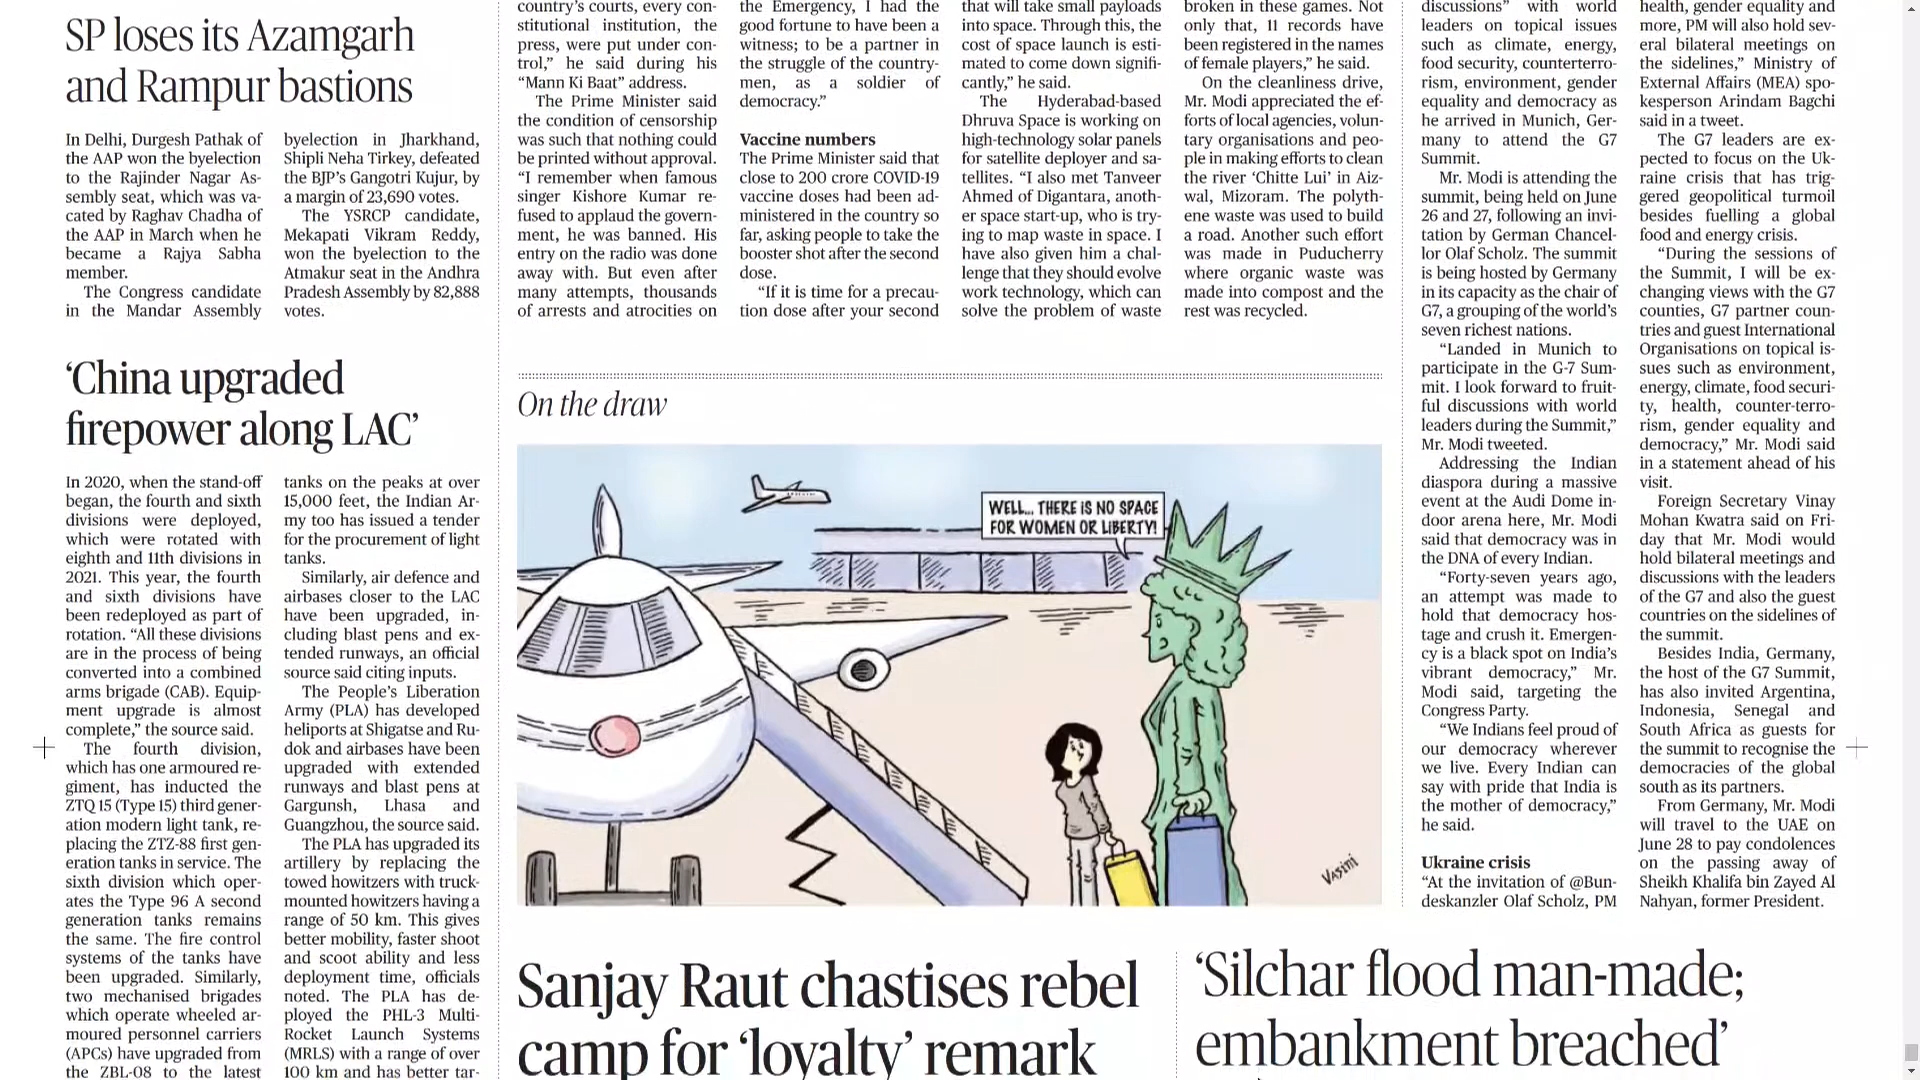 SP loses its Azamgarh
and Rampur bastions
In Delhi, Durgesh Pathak of
the AAP won the byelection
to the Rajinder Nagar As-
sembly seat, which was va-
cated by Raghav Chadha of
the AAP in March when he
became a Rajya Sabha
member.
The Congress candidate
in the Mandar Assembly
byelection in Jharkhand,
Shipli Neha Tirkey, defeated
the BJP's Gangotri Kujur, by
a margin of 23,690 votes.
The YSRCP candidate,
Mekapati Vikram Reddy,
won the byelection to the
Atmakur seat in the Andhra
Pradesh Assembly by 82,888
votes.
‘China upgraded
firepower along LAC’
In 2020, when the stand-off
began, the fourth and sixth
divisions were deployed,
which were rotated with
eighth and 11th divisions in
2021. This year, the fourth
and sixth divisions have
been redeployed as part of
rotation. “All these divisions
are in the process of being
converted into a combined
arms brigade (CAB). Equip-
ment upgrade is almost
complete,” the source said.
The fourth division,
which has one armoured re-
giment, has inducted the
ZTQ 15 (Type 15) third gener-
ation modern light tank, re-
placing the ZTZ-88 first gen-
eration tanks in service. The
sixth division which oper-
ates the Type 96 A second
generation tanks remains
the same. The fire control
systems of the tanks have
been upgraded. Similarly,
two mechanised brigades
which operate wheeled ar-
moured personnel carriers
(APCs) have upgraded from
the ZBL-08 to the latest
tanks on the peaks at over
15,000 feet, the Indian Ar-
my too has issued a tender
for the procurement of light
tanks.
Similarly, air defence and
airbases closer to the LAC
have been upgraded, in-
cluding blast pens and ex-
tended runways, an official
source said citing inputs.
The People's Liberation
Army (PLA) has developed
heliports at Shigatse and Ru-
dok and airbases have been
upgraded with extended
runways and blast pens at
Gargunsh, Lhasa and
Guangzhou, the source said.
The PLA has upgraded its
artillery by replacing the
towed howitzers with truck-
mounted howitzers having a
range of 50 km. This gives
better mobility, faster shoot
and scoot ability and less
deployment time, officials
noted. The PLA has de-
ployed the PHL-3 Multi-
Rocket Launch Systems
(MRLS) with a range of over
100 km and has better tar-
country's courts, every con-
stitutional institution, the
press, were put under con-
trol,” he said during his
“Mann Ki Baat” address.
The Prime Minister said
the condition of censorship
was such that nothing could
be printed without approval.
“I remember when famous
singer Kishore Kumar re-
fused to applaud the govern-
ment, he was banned. His
entry on the radio was done
away with. But even after
many attempts, thousands
of arrests and atrocities on
the Emergency, I had the
good fortune to have been a
witness; to be a partner in
the struggle of the country-
men, as a soldier of
democracy.”
Vaccine numbers
The Prime Minister said that
close to 200 crore COVID-19
vaccine doses had been ad-
ministered in the country so
far, asking people to take the
booster shot after the second
dose.
“If it is time for a precau-
tion dose after your second
that will take small payloads
into space. Through this, the
cost of space launch is esti-
mated to come down signifi-
cantly,” he said.
The Hyderabad-based
Dhruva Space is working on
high-technology solar panels
for satellite deployer and sa-
tellites. “I also met Tanveer
Ahmed of Digantara, anoth-
er space start-up, who is try-
ing to map waste in space. I
have also given him a chal-
lenge that they should evolve
work technology, which can
solve the problem of waste
broken in these games. Not
only that, 11 records have
been registered in the names
of female players,” he said.
On the cleanliness drive,
Mr. Modi appreciated the ef-
forts of local agencies, volun-
tary organisations and peo-
ple in making efforts to clean
the river ‘Chitte Lui’ in Aiz-
wal, Mizoram. The polyth-
ene waste was used to build
a road. Another such effort
was made in Puducherry
where organic waste was
made into compost and the
rest was recycled.
On the draw
WELL... THERE IS NO SPACE
FOR WOMEN OR LIBERTY!
Vasini
discussions” with world
leaders on topical issues
such as climate, energy,
food security, counterterro-
rism, environment, gender
equality and democracy as
he arrived in Munich, Ger-
many to attend the G7
Summit.
Mr. Modi is attending the
summit, being held on June
26 and 27, following an invi-
tation by German Chancel-
lor Olaf Scholz. The summit
is being hosted by Germany
in its capacity as the chair of
G7, a grouping of the world's
seven richest nations.
“Landed in Munich to
participate in the G-7 Sum-
mit. I look forward to fruit-
ful discussions with world
leaders during the Summit,”
Mr. Modi tweeted.
Addressing the Indian
diaspora during a massive
event at the Audi Dome in-
door arena here, Mr. Modi
said that democracy was in
the DNA of every Indian.
“Forty-seven years ago,
an attempt was made to
hold that democracy hos-
tage and crush it. Emergen-
cy is a black spot on India's
vibrant democracy,” Mr.
Modi said, targeting the
Congress Party.
“We Indians feel proud of
our democracy wherever
we live. Every Indian can
say with pride that India is
the mother of democracy,”
he said.
Ukraine crisis
“At the invitation of @Bun-
deskanzler Olaf Scholz, PM
health, gender equality and
more, PM will also hold sev-
eral bilateral meetings on
the sidelines,” Ministry of
External Affairs (MEA) spo-
kesperson Arindam Bagchi
said in a tweet.
The G7 leaders are ex-
pected to focus on the Uk-
raine crisis that has trig-
gered geopolitical turmoil
besides fuelling a global
food and energy crisis.
“During the sessions of
the Summit, I will be ex-
changing views with the G7
counties, G7 partner coun-
tries and guest International
Organisations on topical is-
sues such as environment,
energy, climate, food securi-
ty, health, counter-terro-
rism, gender equality and
democracy,” Mr. Modi said
in a statement ahead of his
visit.
Foreign Secretary Vinay
Mohan Kwatra said on Fri-
day that Mr. Modi would
hold bilateral meetings and
discussions with the leaders
of the G7 and also the guest
countries on the sidelines of
the summit.
Besides India, Germany,
the host of the G7 Summit,
has also invited Argentina,
Indonesia, Senegal and
South Africa as guests for
the summit to recognise the
democracies of the global
south as its partners.
From Germany, Mr. Modi
will travel to the UAE on
June 28 to pay condolences
on the passing away of
Sheikh Khalifa bin Zayed Al
Nahyan, former President.
Sanjay Raut chastises rebel
camp for ‘loyalty’ remark
‘Silchar flood man-made;
embankment breached’